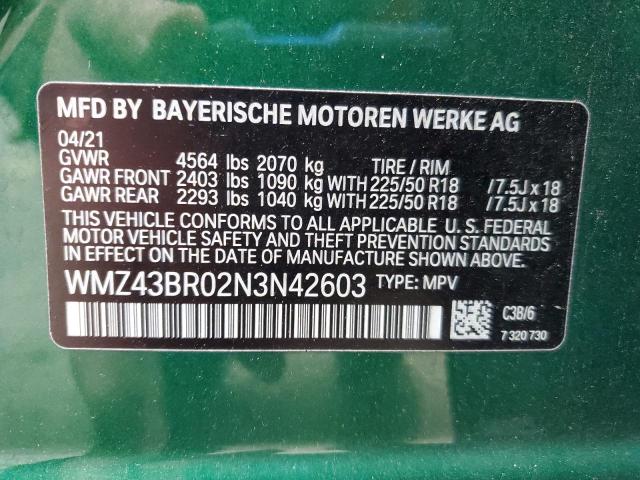 MFD BY BAYERISCHE MOTOREN WERKE AG
04/21
GVWR 4564 lbs 2070 kg TIRE / RIM
GAWR FRONT 2403 lbs 1090 kg WITH 225/50 R18 /7.5J x 18
GAWR REAR 2293 lbs 1040 kg WITH 225/50 R18 /7.5J x 18
THIS VEHICLE CONFORMS TO ALL APPLICABLE U. S. FEDERAL
MOTOR VEHICLE SAFETY AND THEFT PREVENTION STANDARDS
IN EFFECT ON THE DATE OF MANUFACTURE SHOWN ABOVE.
WMZ43BR02N3N42603 TYPE: MPV
C38/6
7 320 730